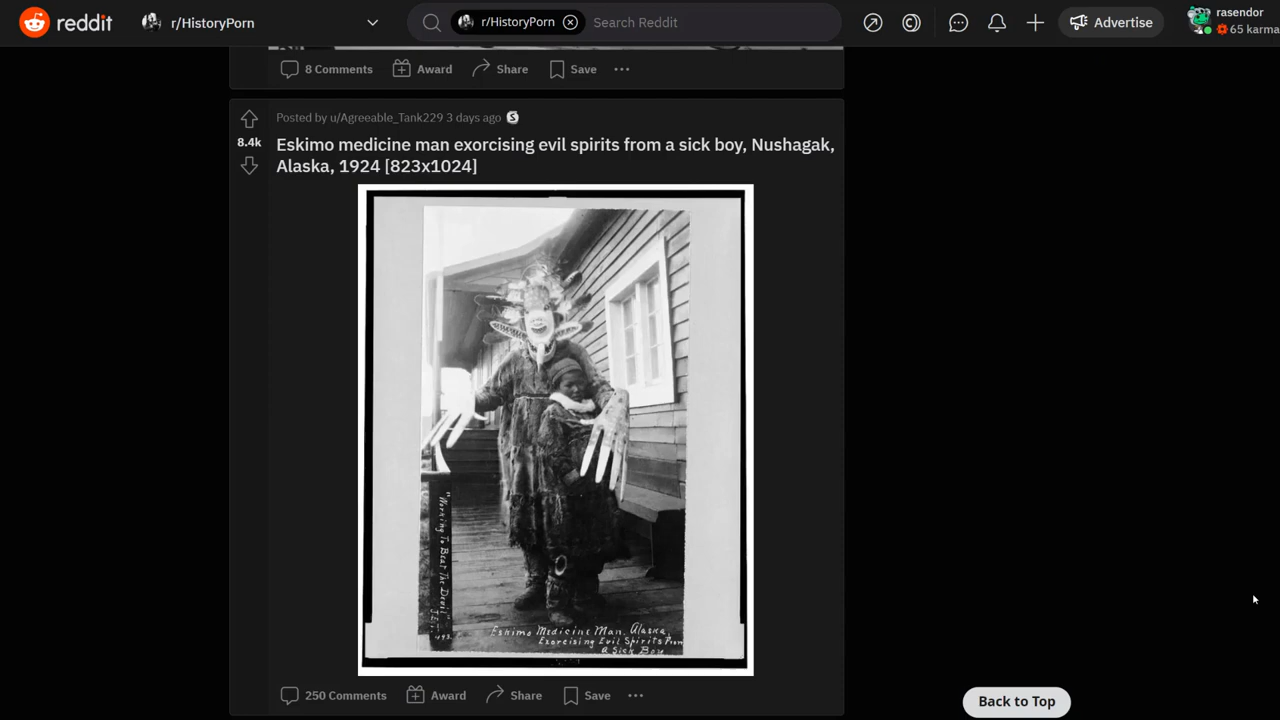 reddit
r/HistoryPorn
r/HistoryPorn
Search Reddit
Advertise
rasendor
65 karma
8 Comments
Award
Share
Save
Posted by u/Agreeable_Tank229 3 days ago
8.4k
Eskimo medicine man exorcising evil spirits from a sick boy, Nushagak,
Alaska, 1924 [823x1024]
"Working To Beat The Devil"
Eskimo Medicine Man, Alaska,
Exorcising Evil Spirits From
A Sick Boy
250 Comments
Award
Share
Save
Back to Top